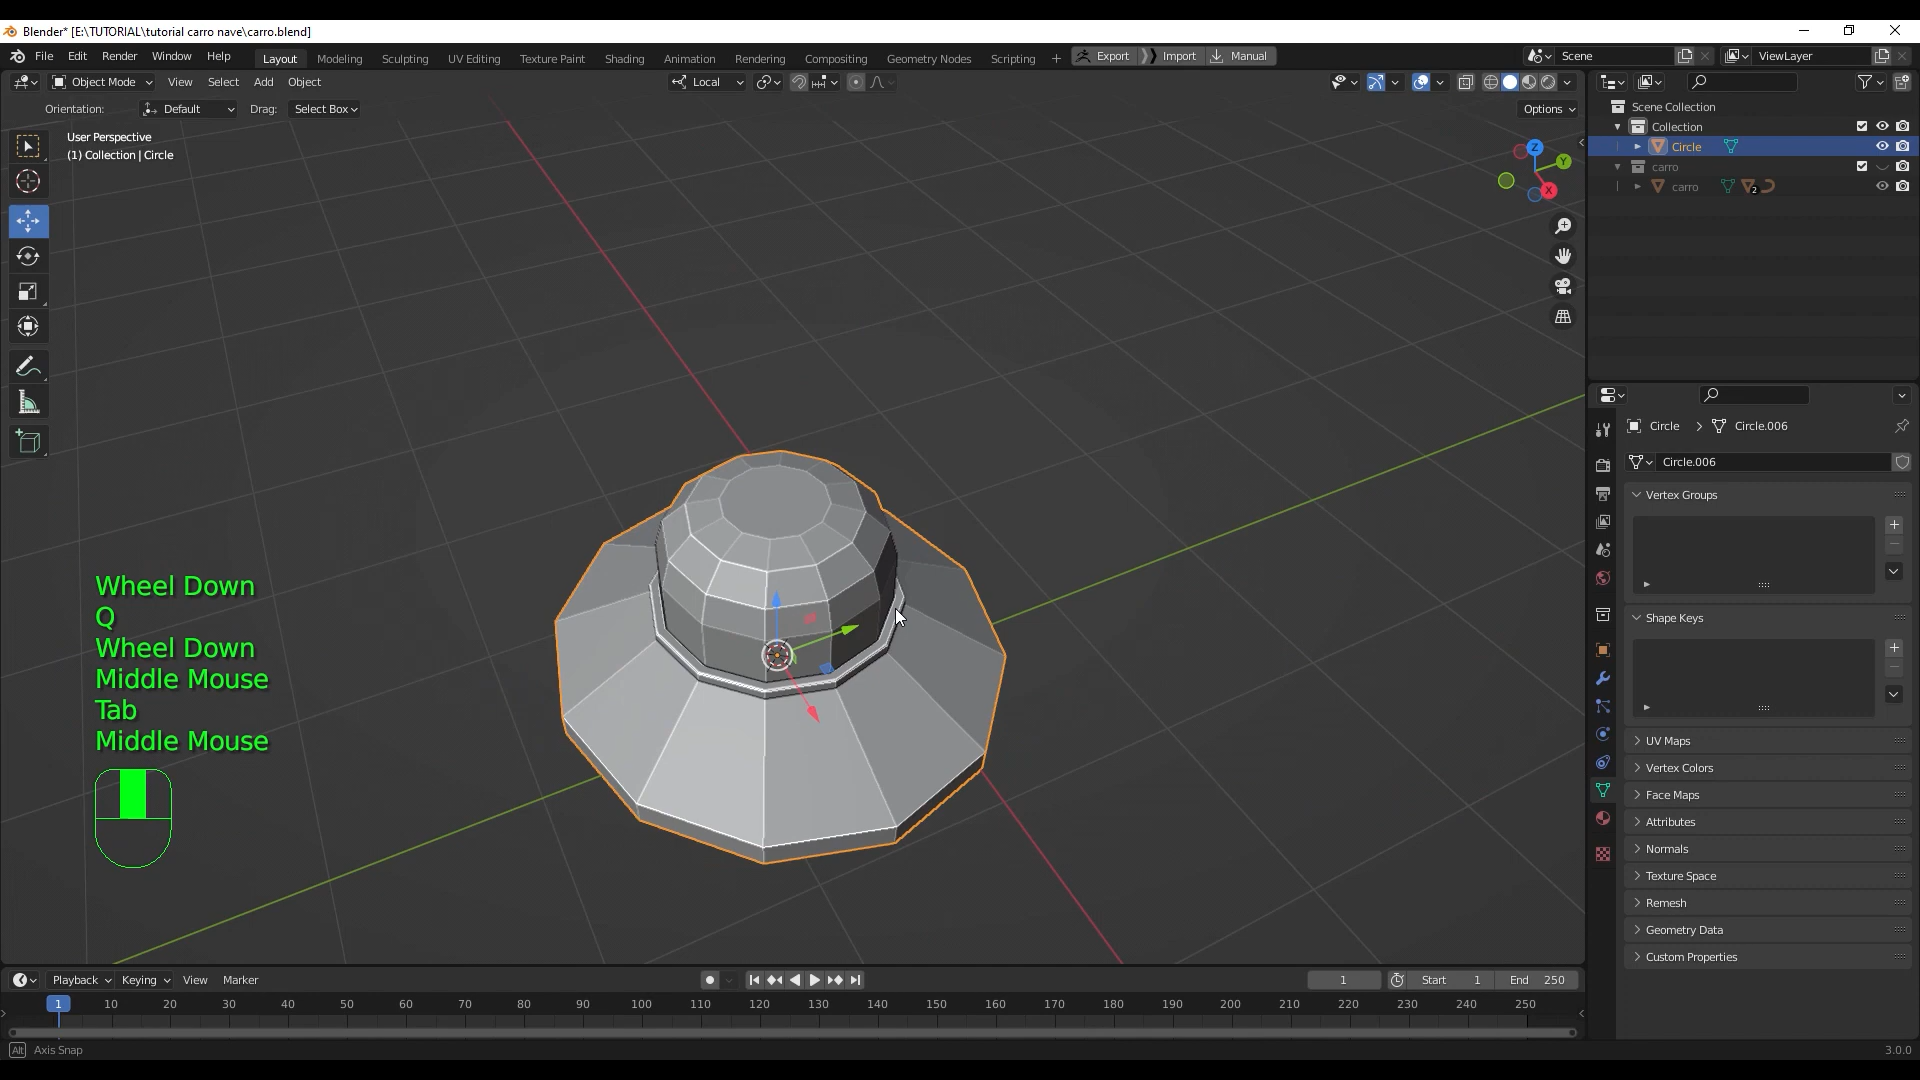 Blender* [E:\TUTORIAL\tutorial carro nave\carro.blend]
File Edit Render Window Help Layout Modeling Sculpting UV Editing Texture Paint Shading Animation Rendering Compositing Geometry Nodes Scripting + Export Import Manual Scene ViewLayer
Object Mode View Select Add Object Local
Orientation: Default Drag: Select Box Options
User Perspective
(1) Collection | Circle
Z
Y
X
Scene Collection
Collection
Circle
carro
carro 2
Circle > Circle.006
Circle.006
Vertex Groups
Shape Keys
UV Maps
Vertex Colors
Face Maps
Attributes
Normals
Texture Space
Remesh
Geometry Data
Custom Properties
Wheel Down
Q
Wheel Down
Middle Mouse
Tab
Middle Mouse
Playback Keying View Marker 1 Start 1 End 250
1 10 20 30 40 50 60 70 80 90 100 110 120 130 140 150 160 170 180 190 200 210 220 230 240 250
Alt Axis Snap 3.0.0